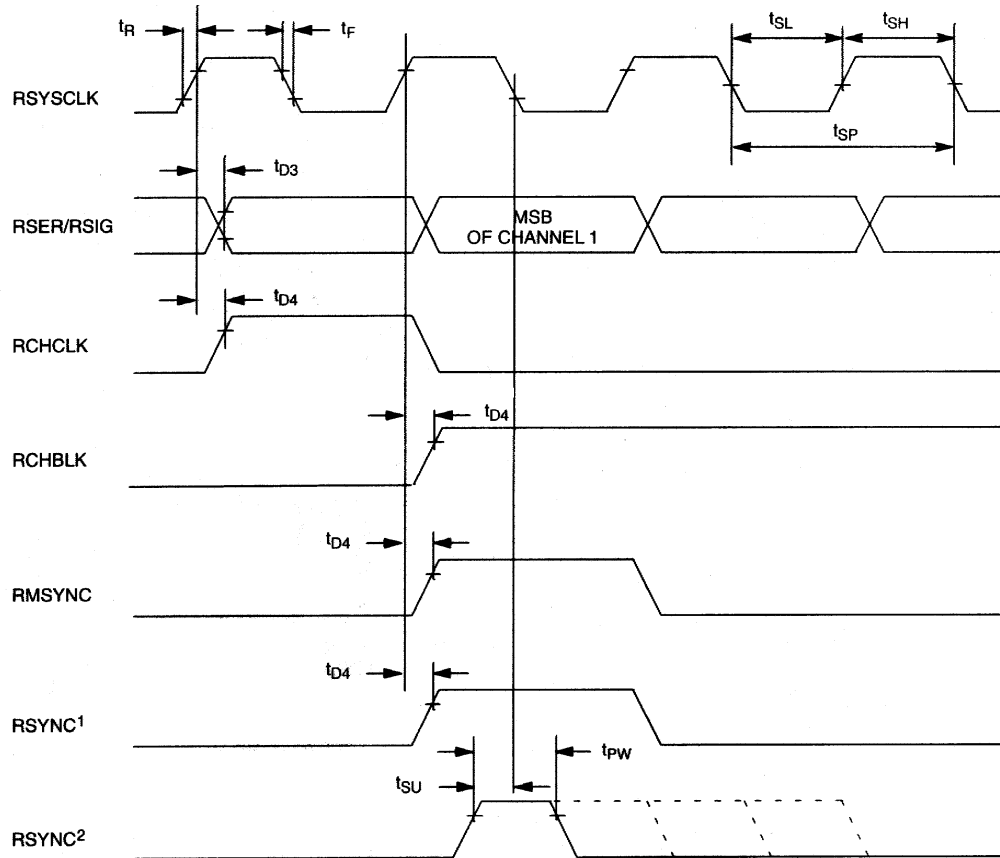 tR
tF
tSL
tSH
RSYSCLK
tSP
tD3
RSER/RSIG
MSB
OF CHANNEL 1
tD4
RCHCLK
tD4
RCHBLK
tD4
RMSYNC
tD4
RSYNC1
tPW
tSU
RSYNC2